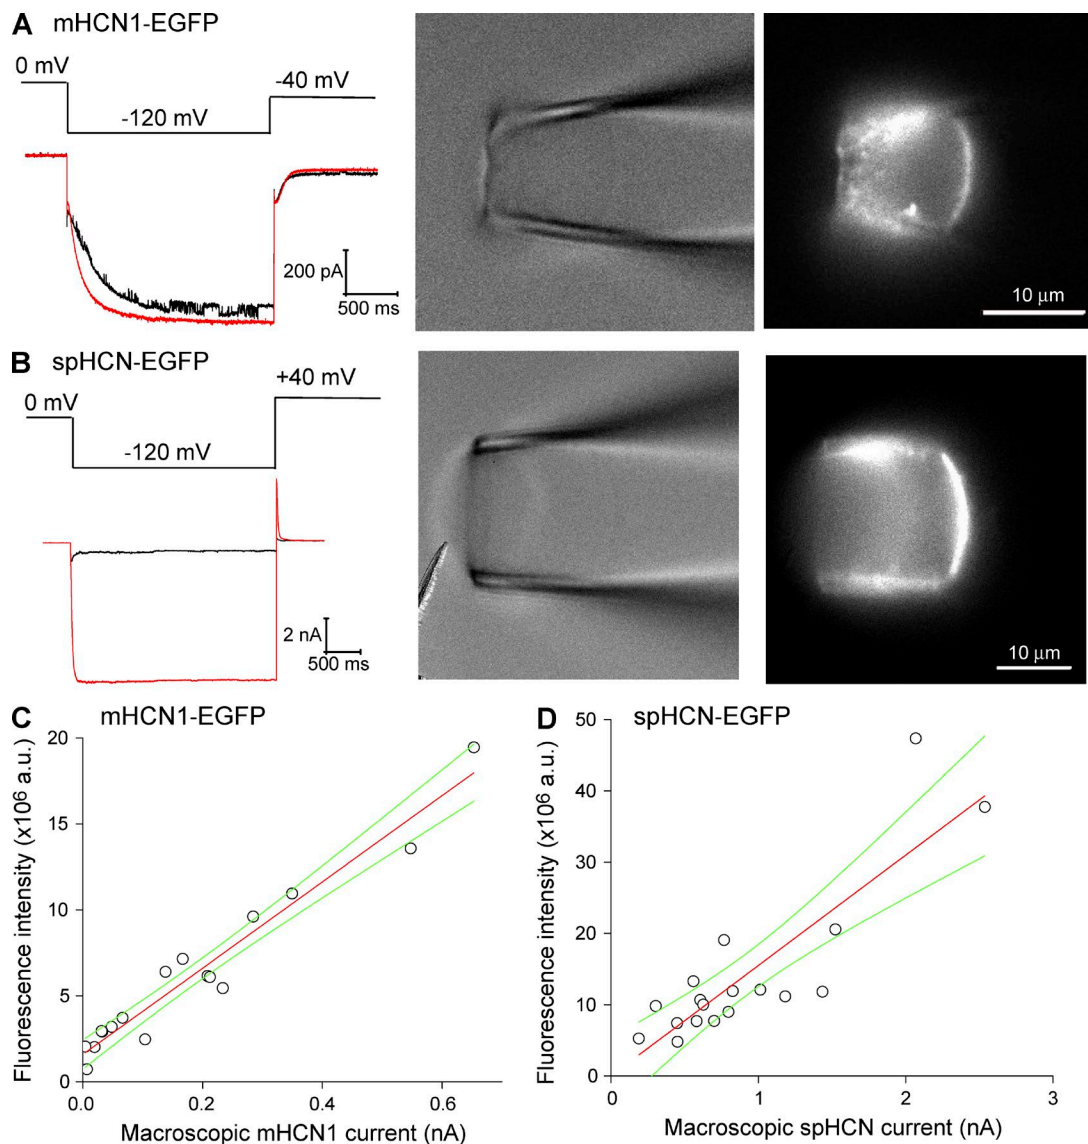 A mHCN1-EGFP
0 mV
-40 mV
-120 mV
200 pA
500 ms
10 μm
B spHCN-EGFP
+40 mV
0 mV
-120 mV
2 nA
500 ms
10 μm
C mHCN1-EGFP
Fluorescence intensity (x10⁶ a.u.)
20
15
10
5
0
0.0 0.2 0.4 0.6
Macroscopic mHCN1 current (nA)
D spHCN-EGFP
Fluorescence intensity (x10⁶ a.u.)
50
40
30
20
10
0
0 1 2 3
Macroscopic spHCN current (nA)